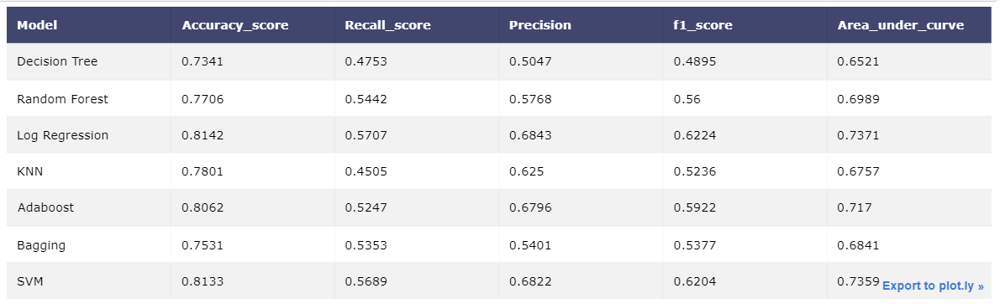 Model Accuracy_score Recall_score Precision f1_score Area_under_curve
Decision Tree 0.7341 0.4753 0.5047 0.4895 0.6521
Random Forest 0.7706 0.5442 0.5768 0.56 0.6989
Log Regression 0.8142 0.5707 0.6843 0.6224 0.7371
KNN 0.7801 0.4505 0.625 0.5236 0.6757
Adaboost 0.8062 0.5247 0.6796 0.5922 0.717
Bagging 0.7531 0.5353 0.5401 0.5377 0.6841
SVM 0.8133 0.5689 0.6822 0.6204 0.7359
Export to plot.ly »